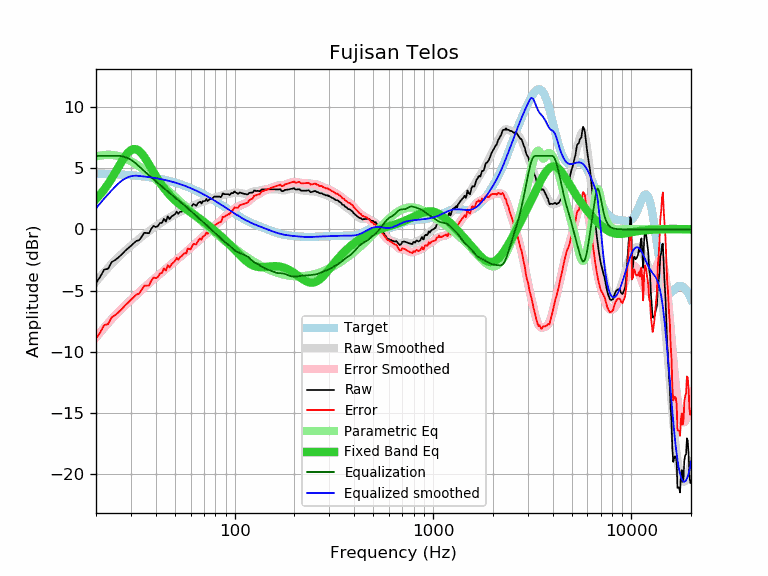 Fujisan Telos
10
5
0
−5
−10
−15
−20
Amplitude (dBr)
Target
Raw Smoothed
Error Smoothed
Raw
Error
Parametric Eq
Fixed Band Eq
Equalization
Equalized smoothed
100
1000
10000
Frequency (Hz)